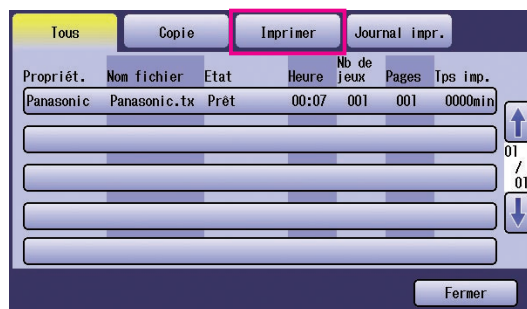 Tous Copie Imprimer Journal impr.
Propriét. Nom fichier Etat Heure Nb de jeux Pages Tps imp.
Panasonic Panasonic.tx Prêt 00:07 001 001 0000min
01
/
01
Fermer